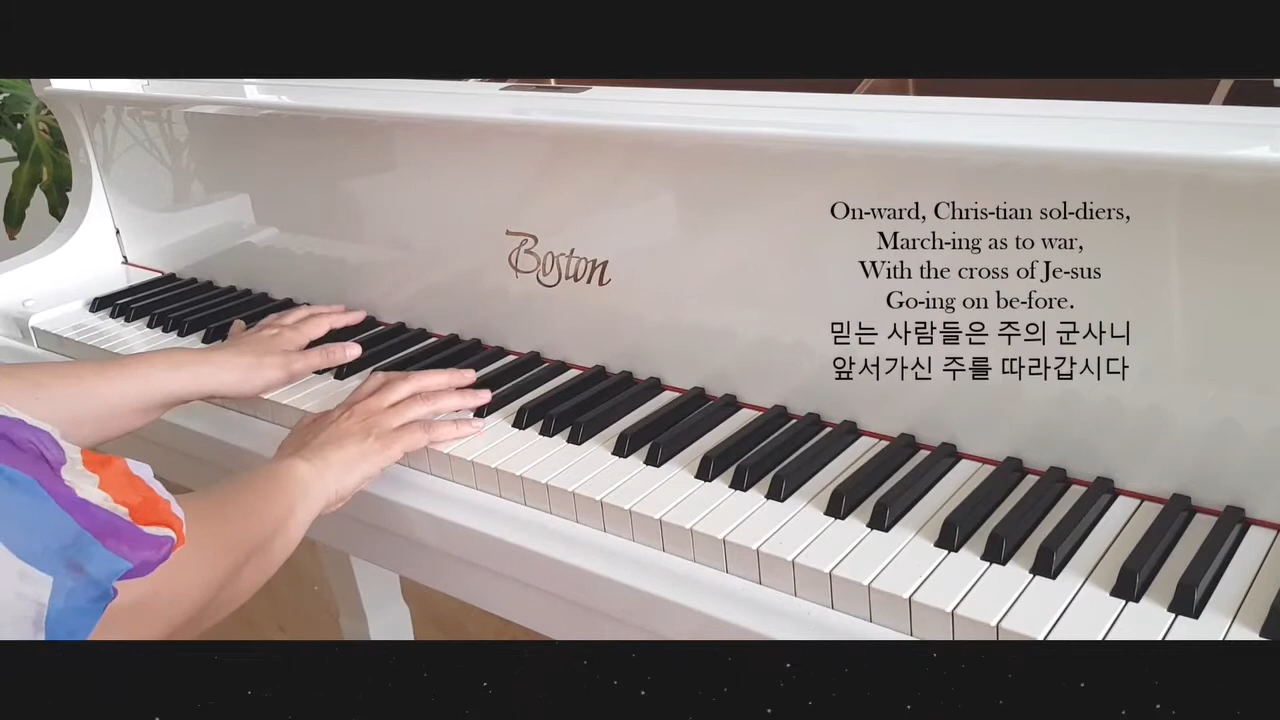 Boston
On-ward, Chris-tian sol-diers,
March-ing as to war,
With the cross of Je-sus
Go-ing on be-fore.
믿는 사람들은 주의 군사니
앞서가신 주를 따라갑시다